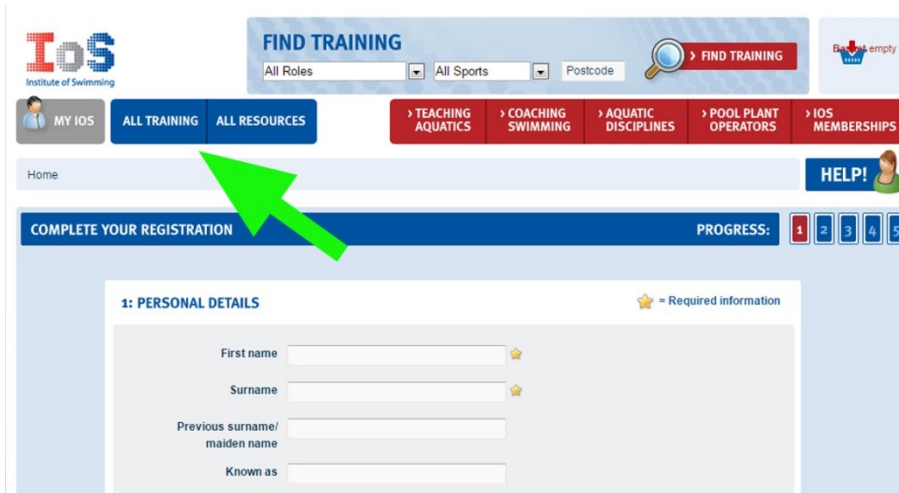 IoS
Institute of Swimming
FIND TRAINING
All Roles
All Sports
Postcode
> FIND TRAINING
Basket empty
MY IOS
ALL TRAINING
ALL RESOURCES
> TEACHING
AQUATICS
> COACHING
SWIMMING
> AQUATIC
DISCIPLINES
> POOL PLANT
OPERATORS
> IOS
MEMBERSHIPS
Home
HELP!
COMPLETE YOUR REGISTRATION
PROGRESS:
1 2 3 4 5
1: PERSONAL DETAILS
= Required information
First name
Surname
Previous surname/
maiden name
Known as